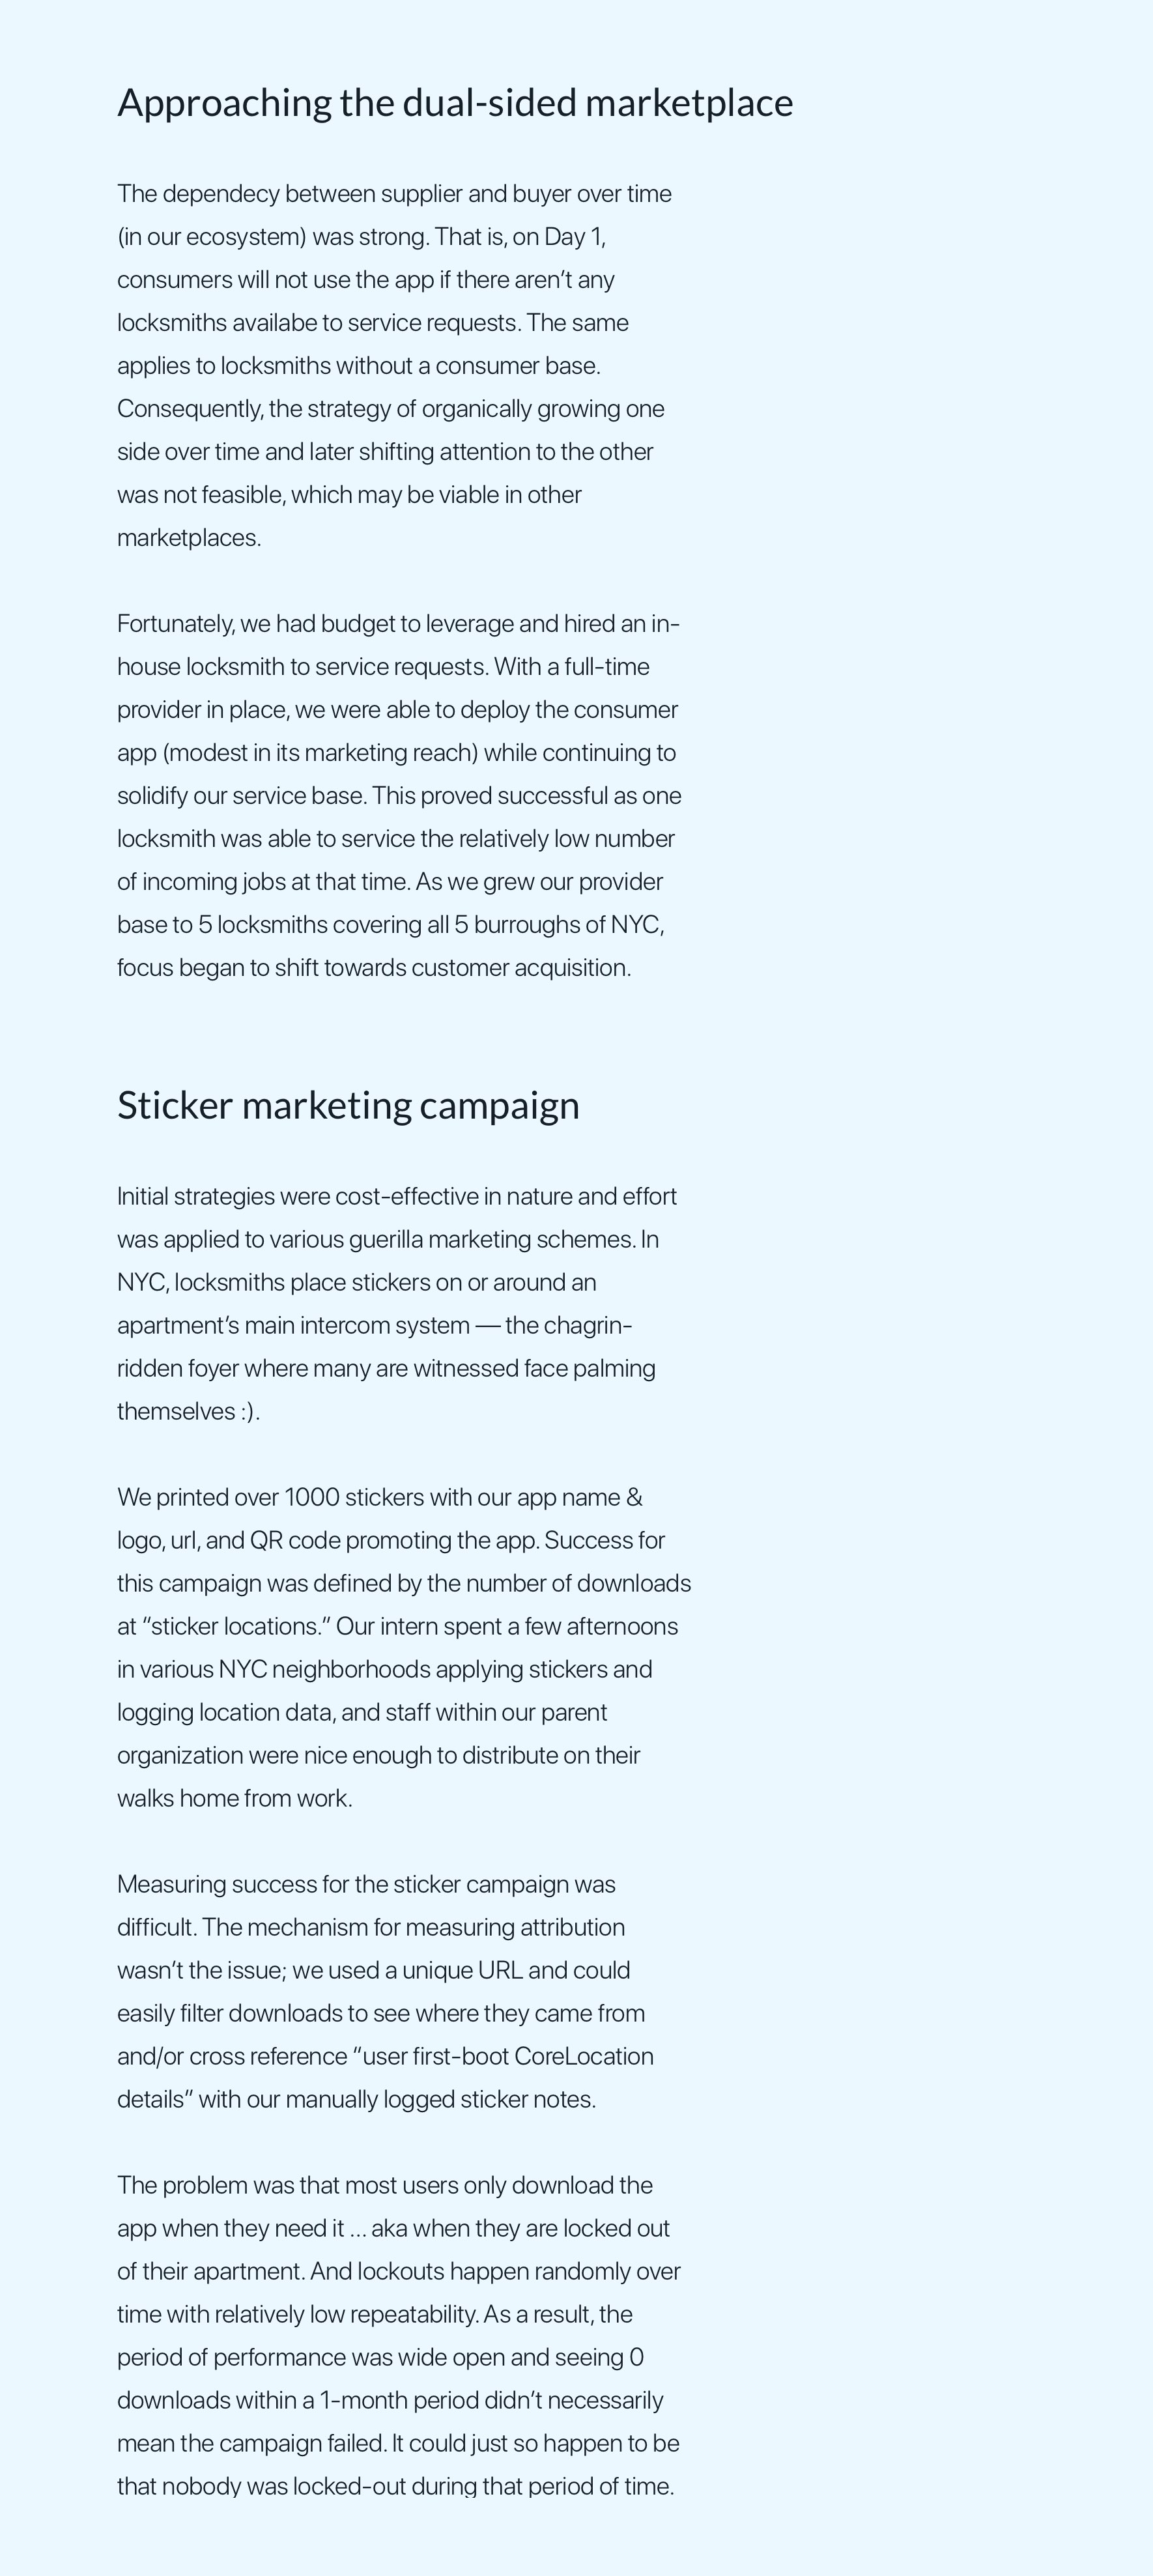 Approaching the dual-sided marketplace
The dependecy between supplier and buyer over time
(in our ecosystem) was strong. That is, on Day 1,
consumers will not use the app if there aren’t any
locksmiths availabe to service requests. The same
applies to locksmiths without a consumer base.
Consequently, the strategy of organically growing one
side over time and later shifting attention to the other
was not feasible, which may be viable in other
marketplaces.
Fortunately, we had budget to leverage and hired an in-
house locksmith to service requests. With a full-time
provider in place, we were able to deploy the consumer
app (modest in its marketing reach) while continuing to
solidify our service base. This proved successful as one
locksmith was able to service the relatively low number
of incoming jobs at that time. As we grew our provider
base to 5 locksmiths covering all 5 burroughs of NYC,
focus began to shift towards customer acquisition.
Sticker marketing campaign
Initial strategies were cost-effective in nature and effort
was applied to various guerilla marketing schemes. In
NYC, locksmiths place stickers on or around an
apartment’s main intercom system — the chagrin-
ridden foyer where many are witnessed face palming
themselves :).
We printed over 1000 stickers with our app name &
logo, url, and QR code promoting the app. Success for
this campaign was defined by the number of downloads
at “sticker locations.” Our intern spent a few afternoons
in various NYC neighborhoods applying stickers and
logging location data, and staff within our parent
organization were nice enough to distribute on their
walks home from work.
Measuring success for the sticker campaign was
difficult. The mechanism for measuring attribution
wasn’t the issue; we used a unique URL and could
easily filter downloads to see where they came from
and/or cross reference “user first-boot CoreLocation
details” with our manually logged sticker notes.
The problem was that most users only download the
app when they need it ... aka when they are locked out
of their apartment. And lockouts happen randomly over
time with relatively low repeatability. As a result, the
period of performance was wide open and seeing 0
downloads within a 1-month period didn’t necessarily
mean the campaign failed. It could just so happen to be
that nobody was locked-out during that period of time.